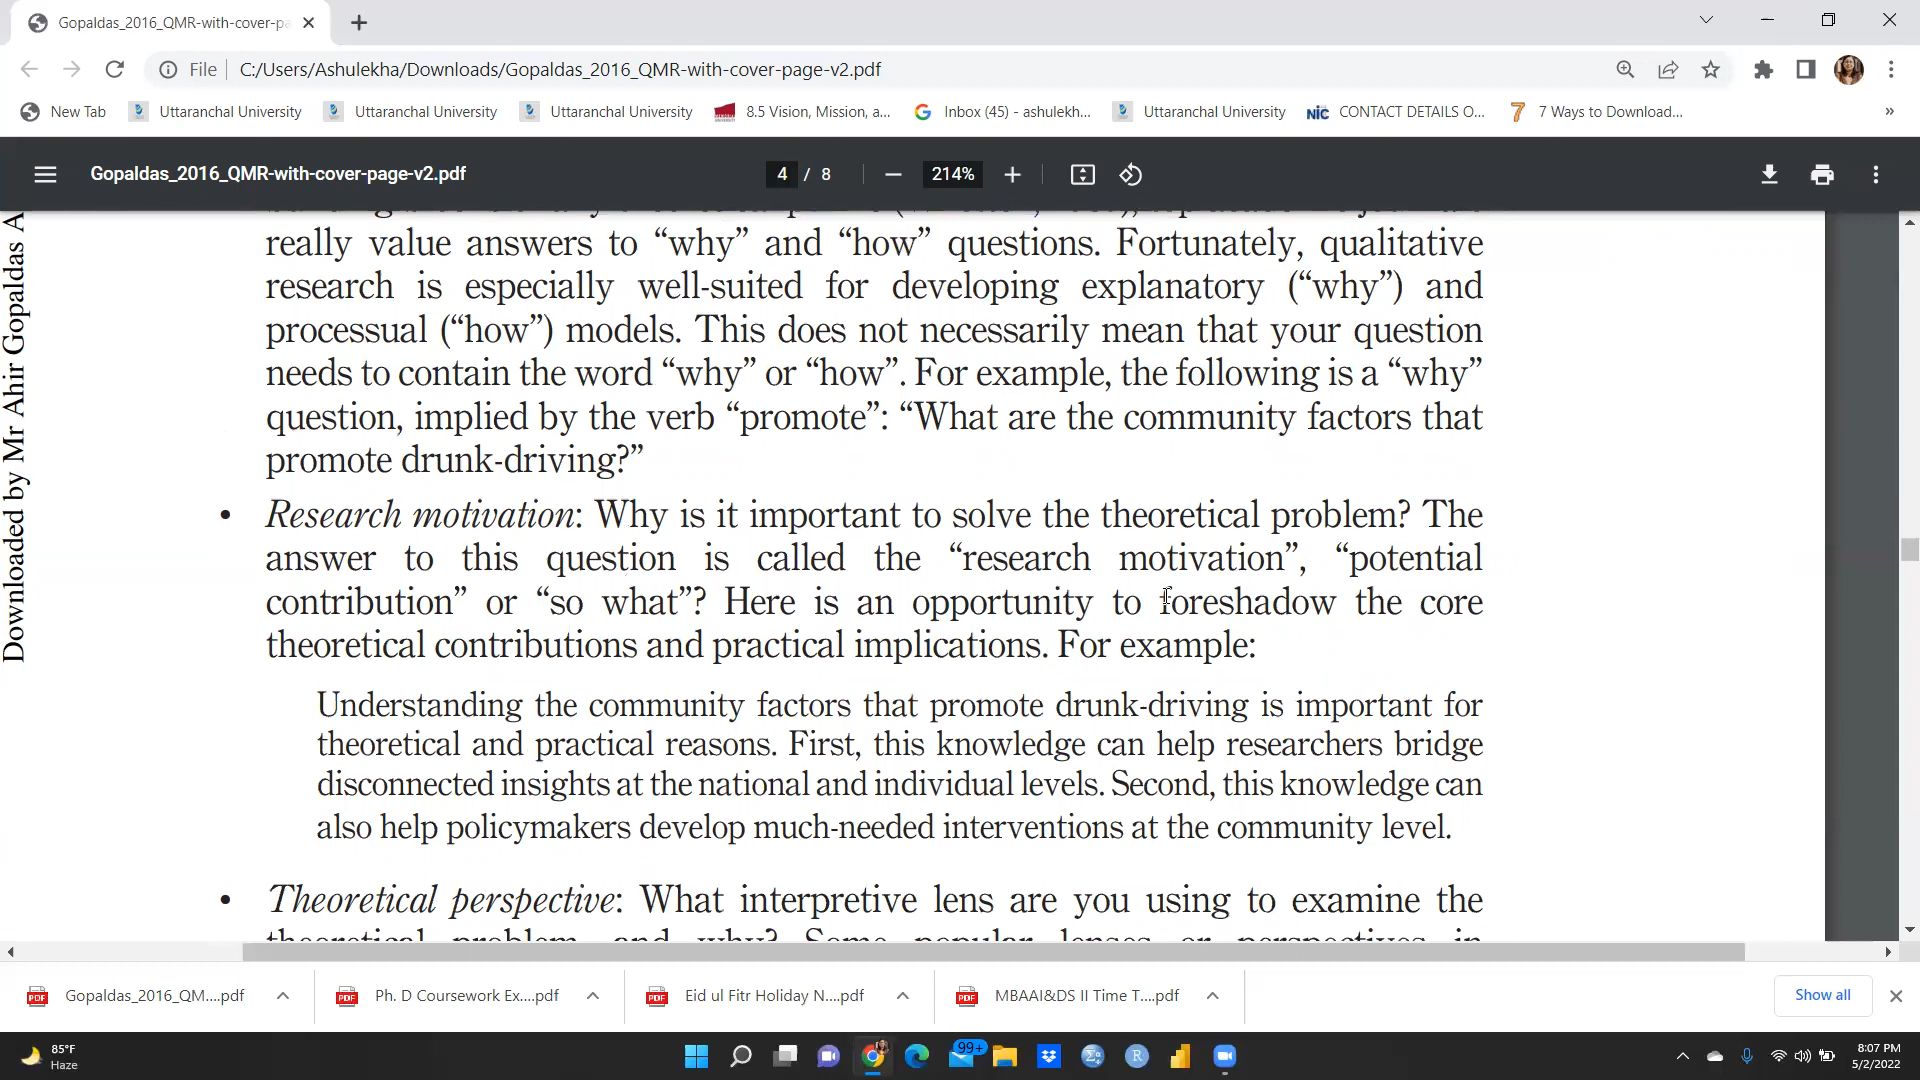 Gopaldas_2016_QMR-with-cover-pa
File
C:/Users/Ashulekha/Downloads/Gopaldas_2016_QMR-with-cover-page-v2.pdf
New Tab
Uttaranchal University
Uttaranchal University
Uttaranchal University
8.5 Vision, Mission, a...
Inbox (45) - ashulekh...
Uttaranchal University
NIC CONTACT DETAILS O...
7 Ways to Download...
»
Gopaldas_2016_QMR-with-cover-page-v2.pdf
4 / 8
214%
Downloaded by Mr Ahir Gopaldas A
really value answers to “why” and “how” questions. Fortunately, qualitative
research is especially well-suited for developing explanatory (“why”) and
processual (“how”) models. This does not necessarily mean that your question
needs to contain the word “why” or “how”. For example, the following is a “why”
question, implied by the verb “promote”: “What are the community factors that
promote drunk-driving?”
• Research motivation: Why is it important to solve the theoretical problem? The
answer to this question is called the “research motivation”, “potential
contribution” or “so what”? Here is an opportunity to foreshadow the core
theoretical contributions and practical implications. For example:
Understanding the community factors that promote drunk-driving is important for
theoretical and practical reasons. First, this knowledge can help researchers bridge
disconnected insights at the national and individual levels. Second, this knowledge can
also help policymakers develop much-needed interventions at the community level.
• Theoretical perspective: What interpretive lens are you using to examine the
theoretical problem and why? Some popular lenses or perspectives in
Gopaldas_2016_QM....pdf
Ph. D Coursework Ex....pdf
Eid ul Fitr Holiday N....pdf
MBAAI&DS II Time T....pdf
Show all
85°F
Haze
99+
R
8:07 PM
5/2/2022